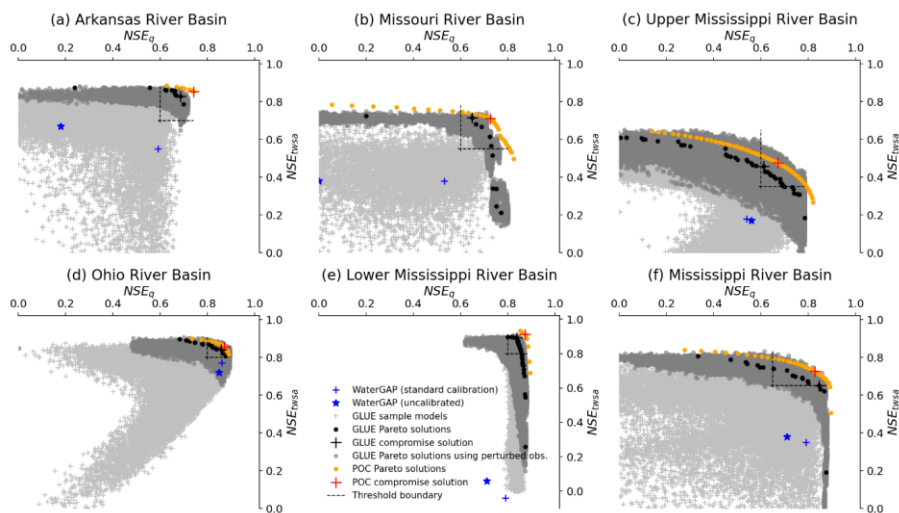 (a) Arkansas River Basin
NSEq
0.0 0.2 0.4 0.6 0.8 1.0
1.0
0.8
0.6
0.4
0.2
0.0
NSEtwsa
(b) Missouri River Basin
NSEq
0.0 0.2 0.4 0.6 0.8 1.0
1.0
0.8
0.6
0.4
0.2
0.0
NSEtwsa
(c) Upper Mississippi River Basin
NSEq
0.0 0.2 0.4 0.6 0.8 1.0
1.0
0.8
0.6
0.4
0.2
0.0
NSEtwsa
(d) Ohio River Basin
NSEq
0.0 0.2 0.4 0.6 0.8 1.0
1.0
0.8
0.6
0.4
0.2
0.0
NSEtwsa
(e) Lower Mississippi River Basin
NSEq
0.0 0.2 0.4 0.6 0.8 1.0
1.0
0.8
0.6
0.4
0.2
0.0
NSEtwsa
WaterGAP (standard calibration)
WaterGAP (uncalibrated)
GLUE sample models
GLUE Pareto solutions
GLUE compromise solution
GLUE Pareto solutions using perturbed obs.
POC Pareto solutions
POC compromise solution
Threshold boundary
(f) Mississippi River Basin
NSEq
0.0 0.2 0.4 0.6 0.8 1.0
1.0
0.8
0.6
0.4
0.2
0.0
NSEtwsa